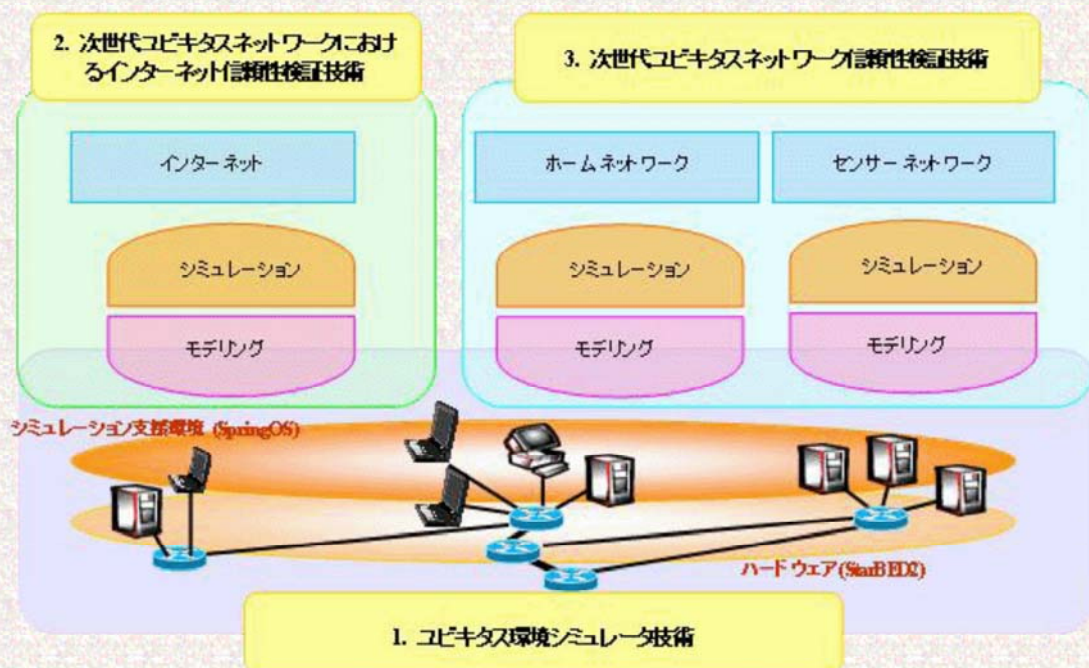 2. 次世代ユビキタスネットワークにおけ
るインターネット信頼性検証技術
3. 次世代ユビキタスネットワーク信頼性検証技術
インターネット
ホームネットワーク
センサーネットワーク
シミュレーション
シミュレーション
シミュレーション
モデリング
モデリング
モデリング
シミュレーション支援環境 (SpringOS)
ハードウェア(StarBED2)
1. ユビキタス環境シミュレータ技術